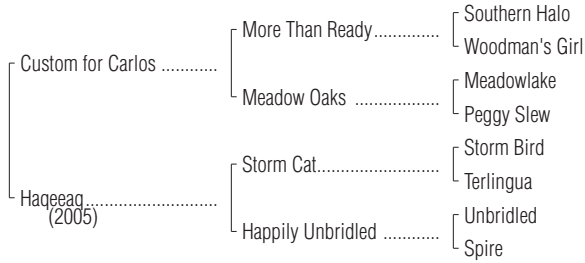 Southern Halo
More Than Ready..............
Woodman's Girl
Custom for Carlos ............
Meadowlake
Meadow Oaks ..................
Peggy Slew
Storm Bird
Storm Cat..........................
Terlingua
Haqeeaq............................
(2005)
Unbridled
Happily Unbridled ............
Spire